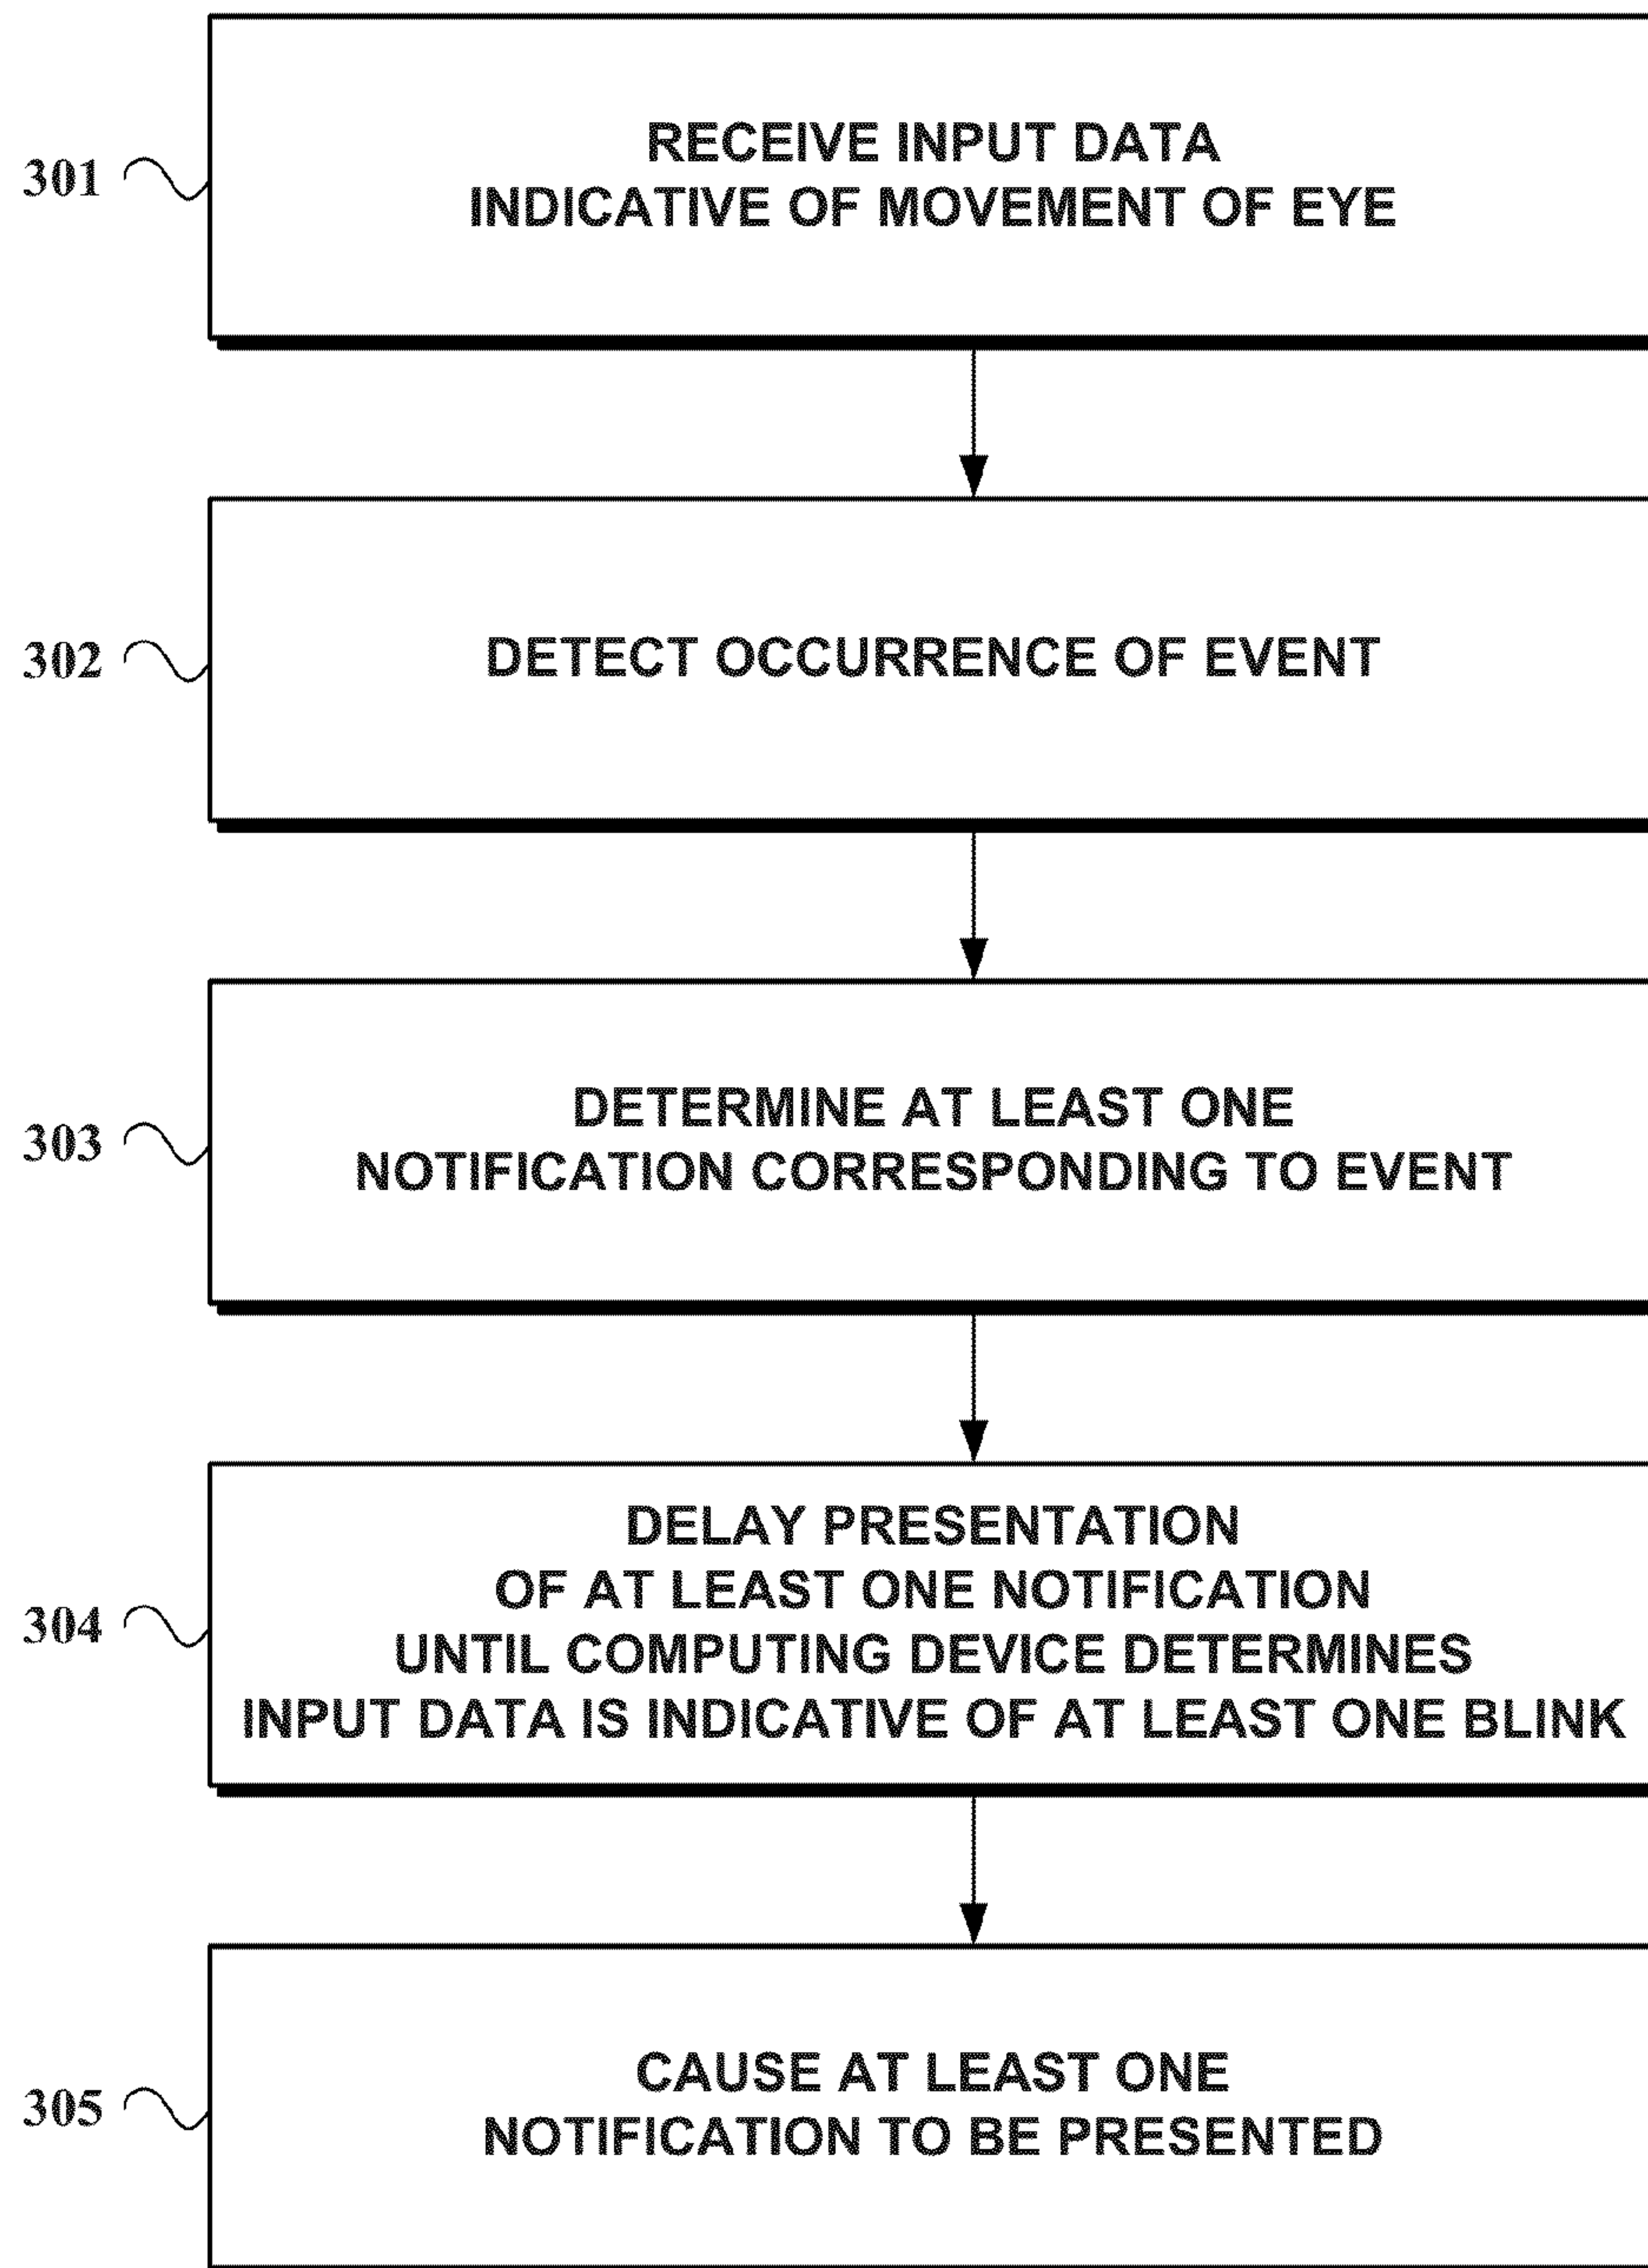 301
RECEIVE INPUT DATA
INDICATIVE OF MOVEMENT OF EYE
302
DETECT OCCURRENCE OF EVENT
303
DETERMINE AT LEAST ONE
NOTIFICATION CORRESPONDING TO EVENT
304
DELAY PRESENTATION
OF AT LEAST ONE NOTIFICATION
UNTIL COMPUTING DEVICE DETERMINES
INPUT DATA IS INDICATIVE OF AT LEAST ONE BLINK
305
CAUSE AT LEAST ONE
NOTIFICATION TO BE PRESENTED